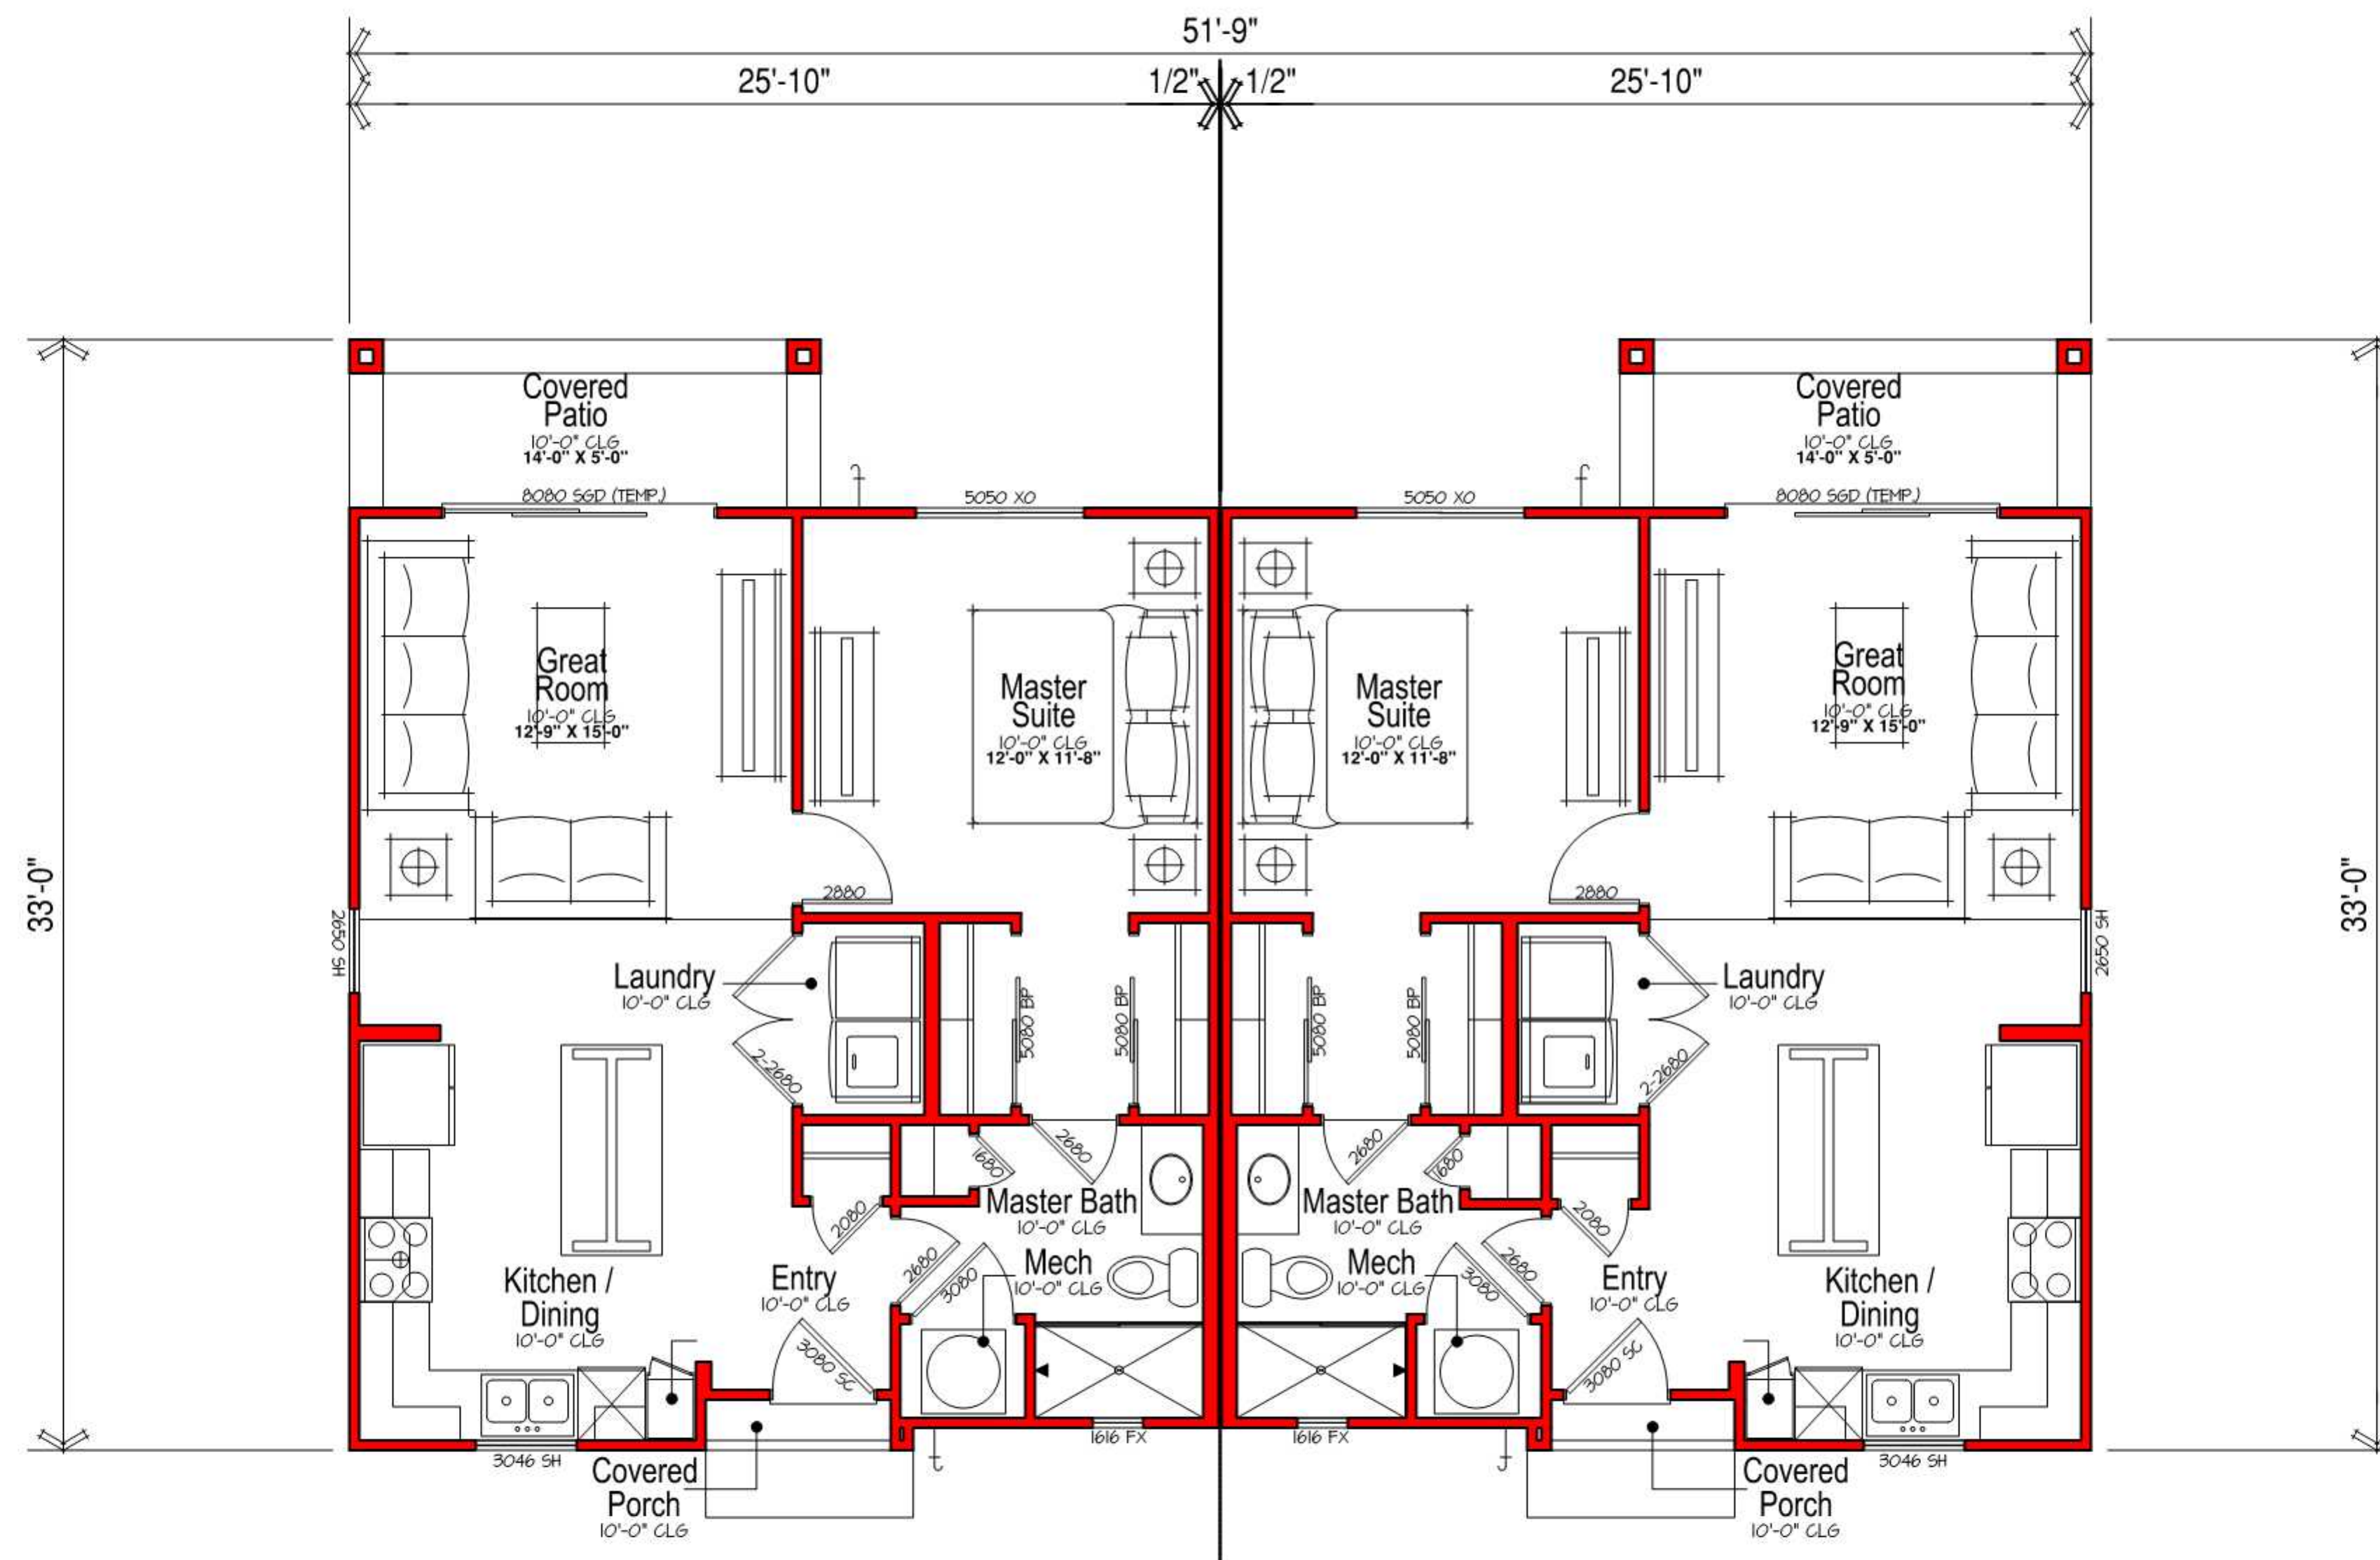 51'-9"
25'-10"
1/2"
1/2"
25'-10"
33'-0"
33'-0"
Covered
Patio
10'-0" CLG
14'-0" X 5'-0"
Covered
Patio
10'-0" CLG
14'-0" X 5'-0"
8080 SGD (TEMP.)
5050 XO
5050 XO
8080 SGD (TEMP.)
Great
Room
10'-0" CLG
12'-9" X 15'-0"
Master
Suite
10'-0" CLG
12'-0" X 11'-8"
Master
Suite
10'-0" CLG
12'-0" X 11'-8"
Great
Room
10'-0" CLG
12'-9" X 15'-0"
2880
2880
2650 SH
2650 SH
Laundry
10'-0" CLG
2-2680
5080 BP
5080 BP
5080 BP
5080 BP
Laundry
10'-0" CLG
2-2680
1680
2680
2680
1680
Master Bath
10'-0" CLG
Master Bath
10'-0" CLG
2080
2080
2680
3080
Mech
10'-0" CLG
Mech
10'-0" CLG
3080
2680
Kitchen /
Dining
10'-0" CLG
Entry
10'-0" CLG
Entry
10'-0" CLG
Kitchen /
Dining
10'-0" CLG
3080 SC
3080 SC
3046 SH
1616 FX
1616 FX
3046 SH
Covered
Porch
10'-0" CLG
Covered
Porch
10'-0" CLG